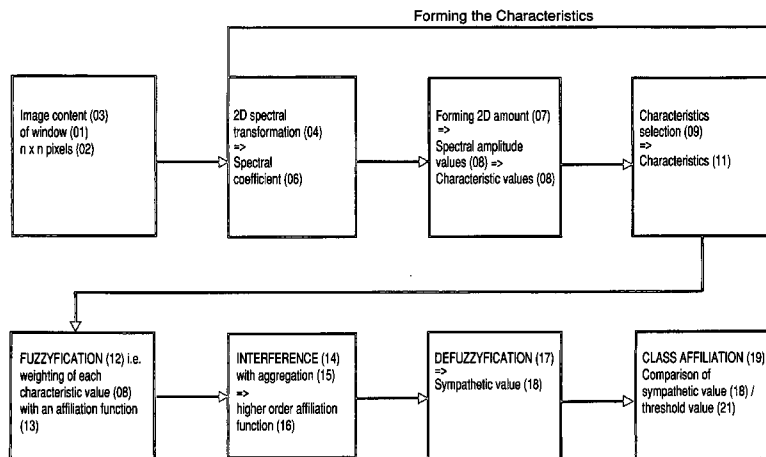 Forming the Characteristics
Image content (03)
of window (01)
n x n pixels (02)
2D spectral
transformation (04)
=>
Spectral
coefficient (06)
Forming 2D amount (07)
=>
Spectral amplitude
values (08) =>
Characteristic values (08)
Characteristics
selection (09)
=>
Characteristics
(11)
FUZZYFICATION (12) i.e.
weighting of each
characteristic value (08)
with an affiliation function
(13)
INTERFERENCE (14)
with aggregation
(15)
=>
higher order affiliation
function (16)
DEFUZZYFICATION (17)
=>
Sympathetic value (18)
CLASS AFFILIATION (19)
Comparison of
sympathetic value (18) /
threshold value (21)